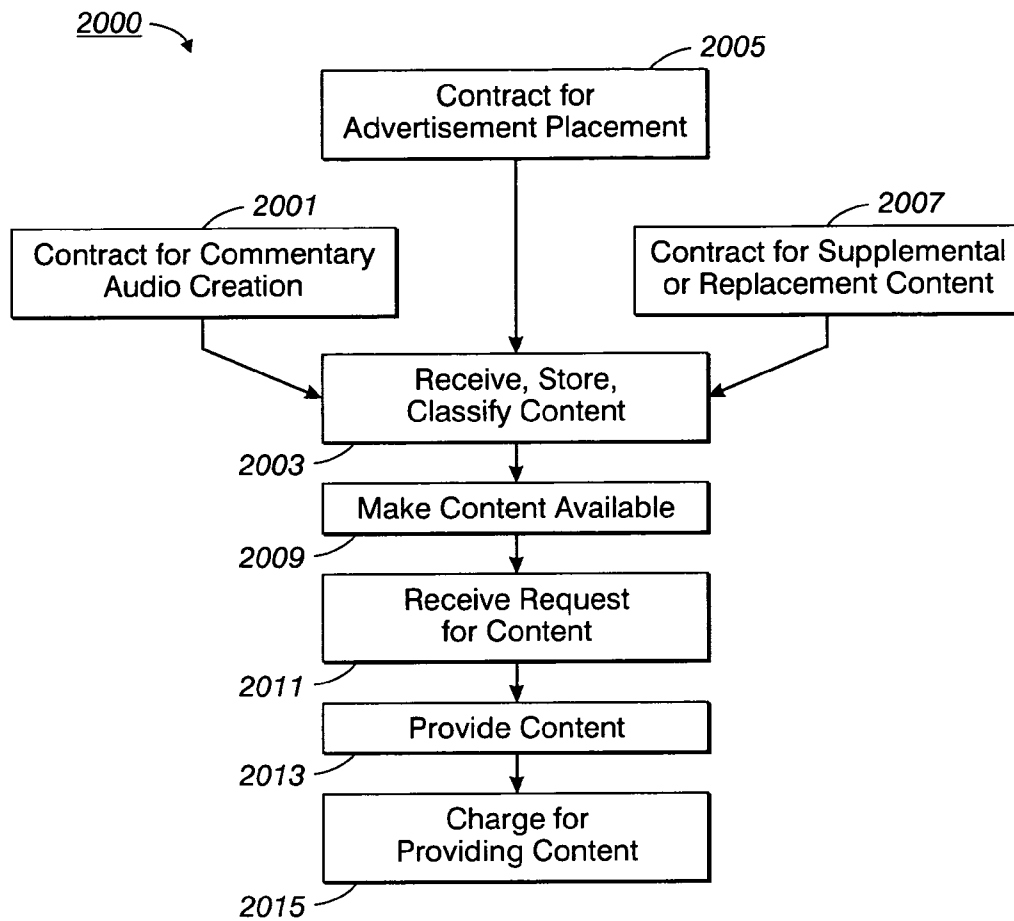 2000
2005
Contract for
Advertisement Placement
2001
Contract for Commentary
Audio Creation
2007
Contract for Supplemental
or Replacement Content
Receive, Store,
Classify Content
2003
Make Content Available
2009
Receive Request
for Content
2011
Provide Content
2013
Charge for
Providing Content
2015